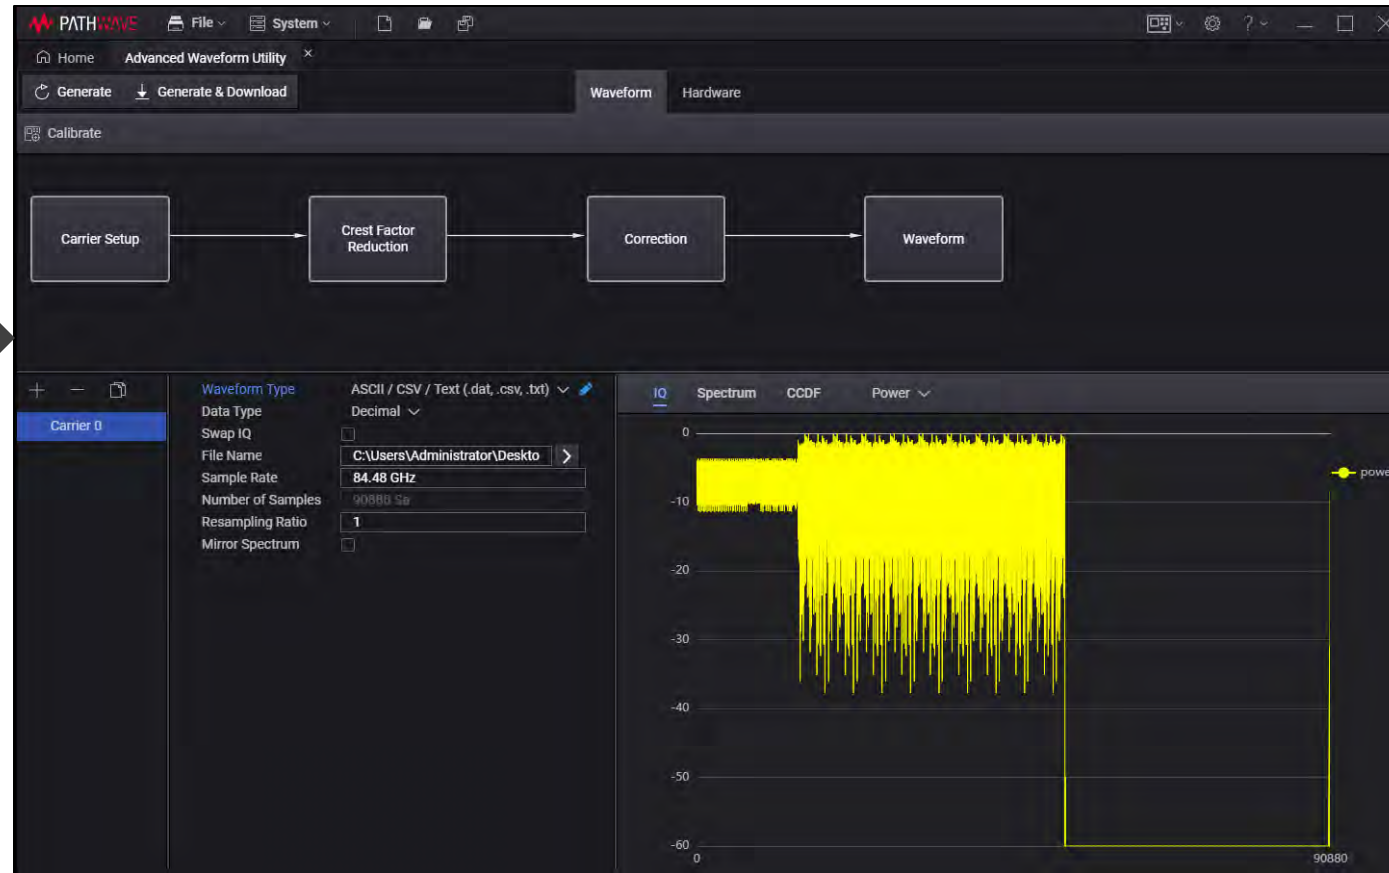 PATHWAVE File System ?
Home Advanced Waveform Utility ×
Generate Generate & Download Waveform Hardware
Calibrate
Carrier Setup
Crest Factor
Reduction
Correction
Waveform
Carrier 0
Waveform Type ASCII / CSV / Text (.dat, .csv, .txt)
Data Type Decimal
Swap IQ
File Name C:\Users\Administrator\Deskto
Sample Rate 84.48 GHz
Number of Samples 90880 Sa
Resampling Ratio 1
Mirror Spectrum
IQ Spectrum CCDF Power
0
-10
-20
-30
-40
-50
-60
0 90880
powe